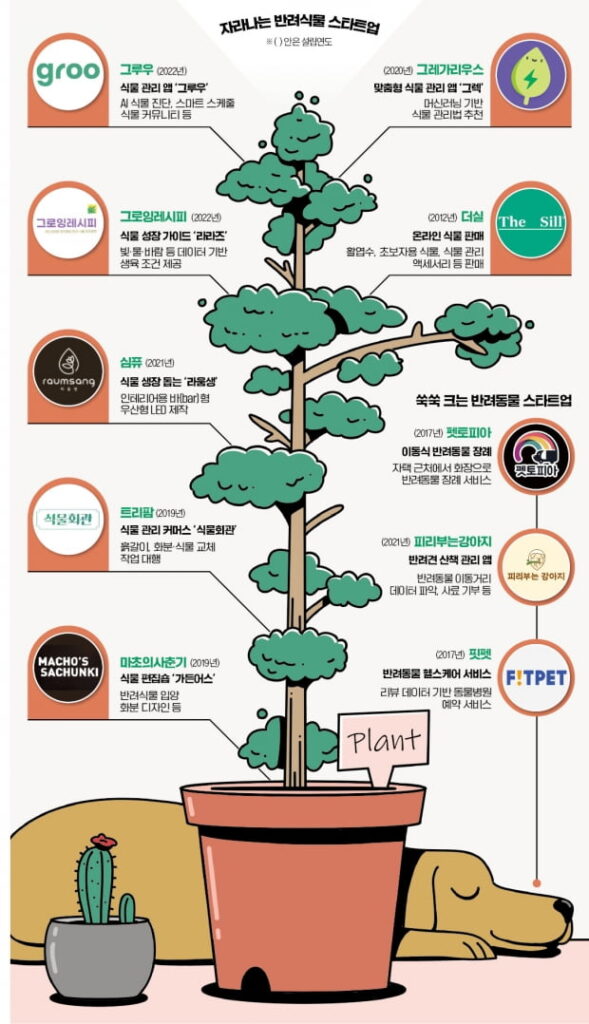 자라나는 반려식물 스타트업
※( ) 안은 설립연도
groo
그루우 (2022년)
식물 관리 앱 '그루우'
AI 식물 진단, 스마트 스케줄
식물 커뮤니티 등
(2020년) 그레가리우스
맞춤형 식물 관리 앱 '그렉'
머신러닝 기반
식물 관리법 추천
그로잉레시피
그로잉레시피 (2022년)
식물 성장 가이드 '라라즈'
빛·물·바람 등 데이터 기반
생육 조건 제공
(2012년) 더실
온라인 식물 판매
활엽수, 초보자용 식물, 식물 관리
액세서리 등 판매
The Sill
raumsang
심퓨 (2021년)
식물 생장 돕는 '라움생'
인테리어용 바(bar)형
우산형 LED 제작
식물회관
트리팜 (2019년)
식물 관리 커머스 '식물회관'
흙갈이, 화분·식물 교체
작업 대행
MACHO'S
SACHUNKI
마초의사춘기 (2019년)
식물 편집숍 '가든어스'
반려식물 입양
화분 디자인 등
쑥쑥 크는 반려동물 스타트업
(2017년) 펫토피아
이동식 반려동물 장례
자택 근처에서 화장으로
반려동물 장례 서비스
펫토피아
(2021년) 피리부는강아지
반려견 산책 관리 앱
반려동물 이동거리
데이터 파악, 사료 기부 등
피리부는 강아지
(2017년) 핏펫
반려동물 헬스케어 서비스
리뷰 데이터 기반 동물병원
예약 서비스
F!TPET
Plant